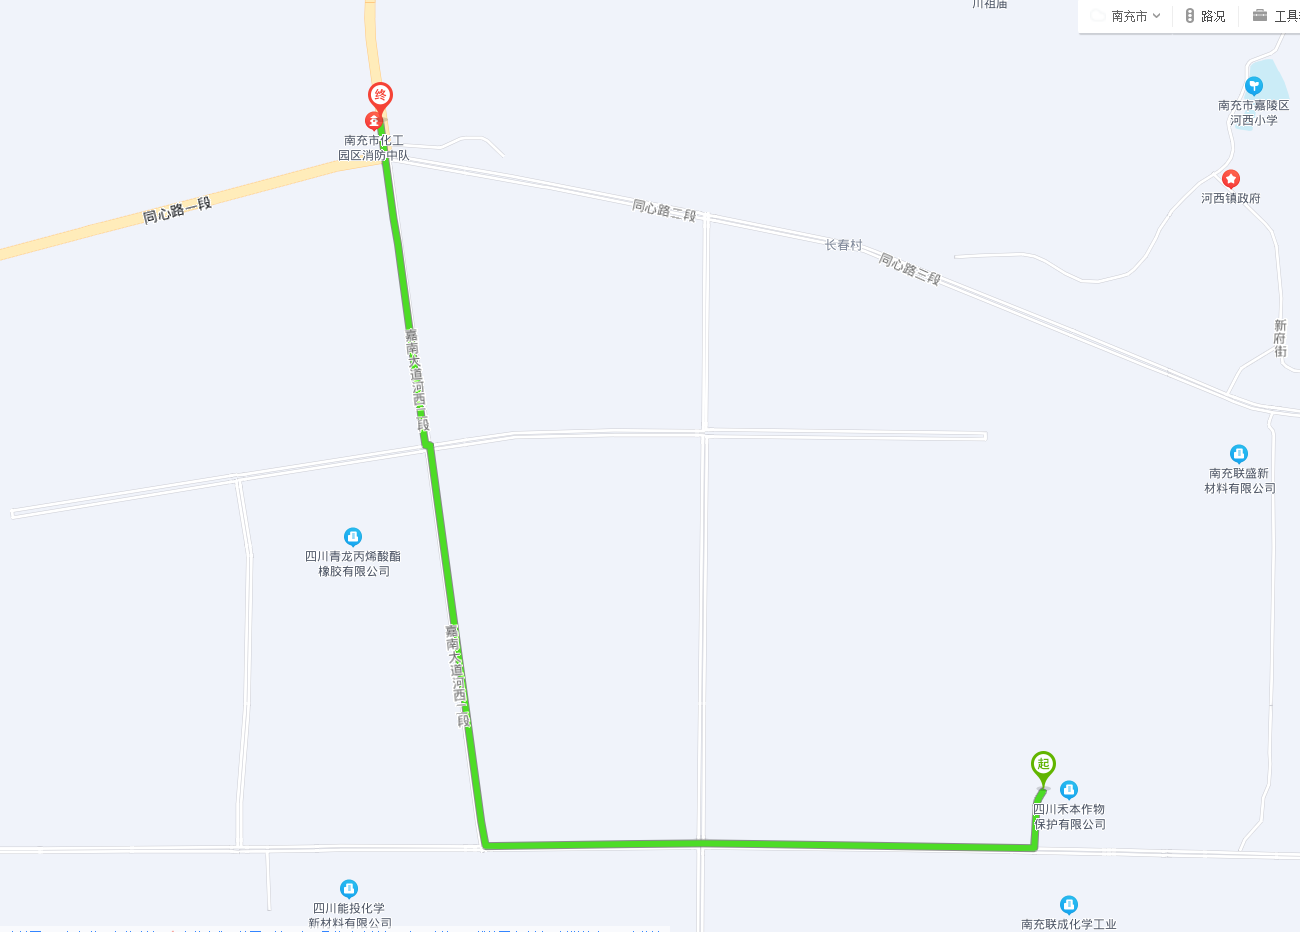 川祖庙
南充市
路况
终
南充市嘉陵区
河西小学
南充市化工
园区消防中队
河西镇政府
同心路一段
同心路二段
长春村
同心路三段
新府街
嘉南大道河西二段
南充联盛新
材料有限公司
四川青龙丙烯酸酯
橡胶有限公司
嘉南大道河西二段
起
四川禾本作物
保护有限公司
四川能投化学
新材料有限公司
南充联成化学工业